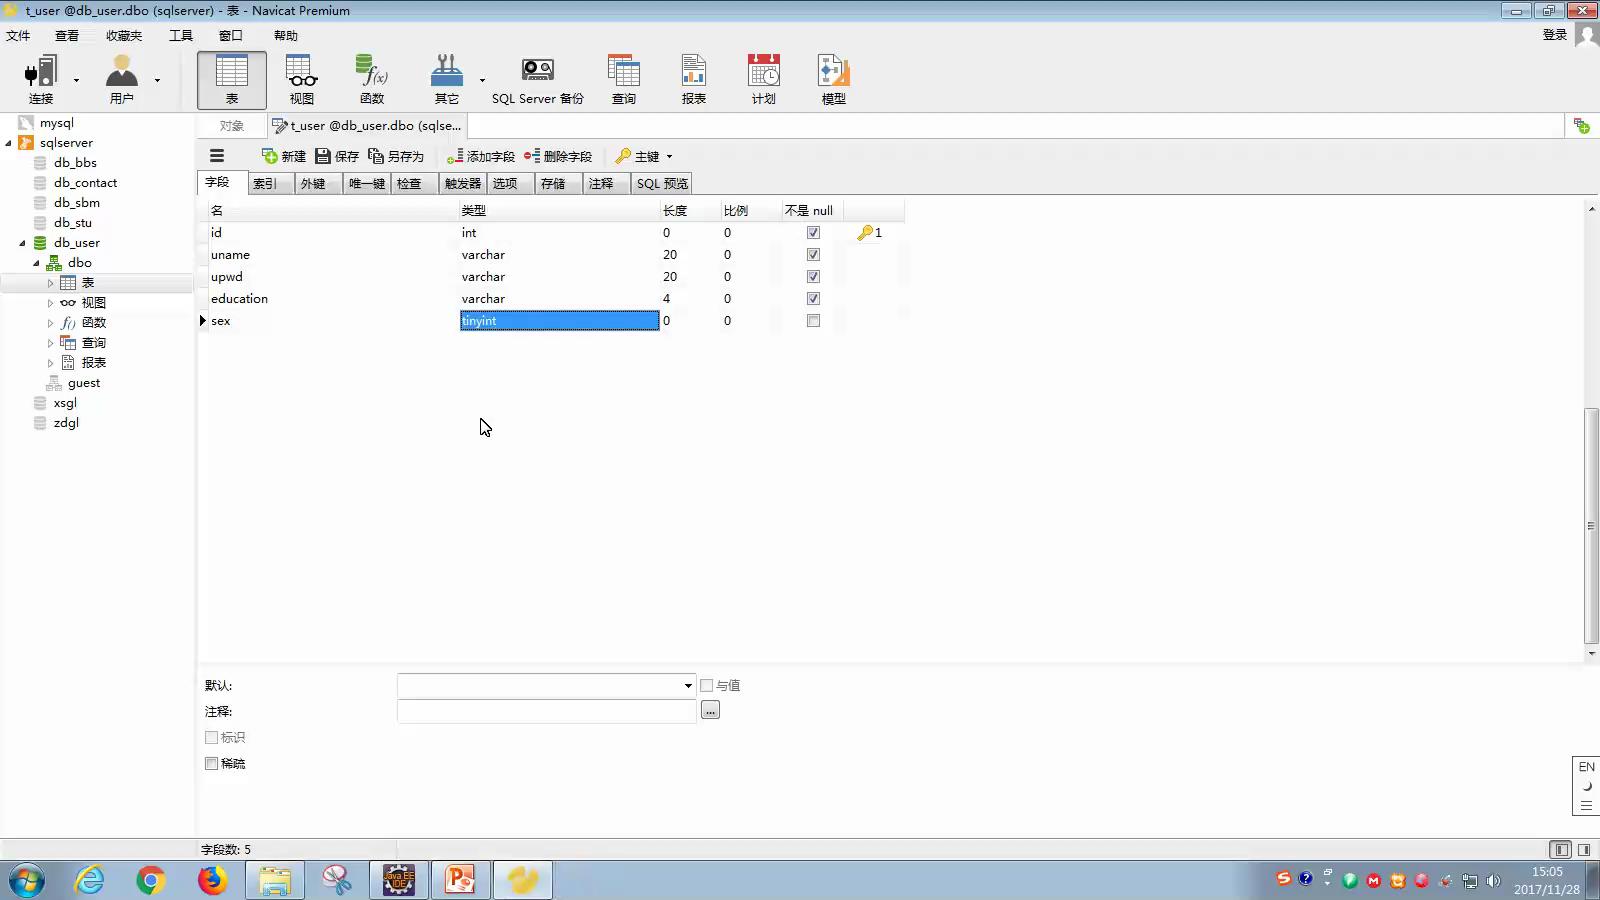 t_user @db_user.dbo (sqlserver) - 表 - Navicat Premium
文件 查看 收藏夹 工具 窗口 帮助 登录
连接 用户 表 视图 函数 其它 SQL Server 备份 查询 报表 计划 模型
mysql
sqlserver
db_bbs
db_contact
db_sbm
db_stu
db_user
dbo
表
视图
函数
查询
报表
guest
xsgl
zdgl
对象 t_user @db_user.dbo (sqlse...
新建 保存 另存为 添加字段 删除字段 主键
字段 索引 外键 唯一键 检查 触发器 选项 存储 注释 SQL 预览
名 类型 长度 比例 不是 null
id int 0 0 1
uname varchar 20 0
upwd varchar 20 0
education varchar 4 0
sex tinyint 0 0
默认: 与值
注释: ...
标识
稀疏
EN
字段数: 5
Java EE
IDE
15:05
2017/11/28